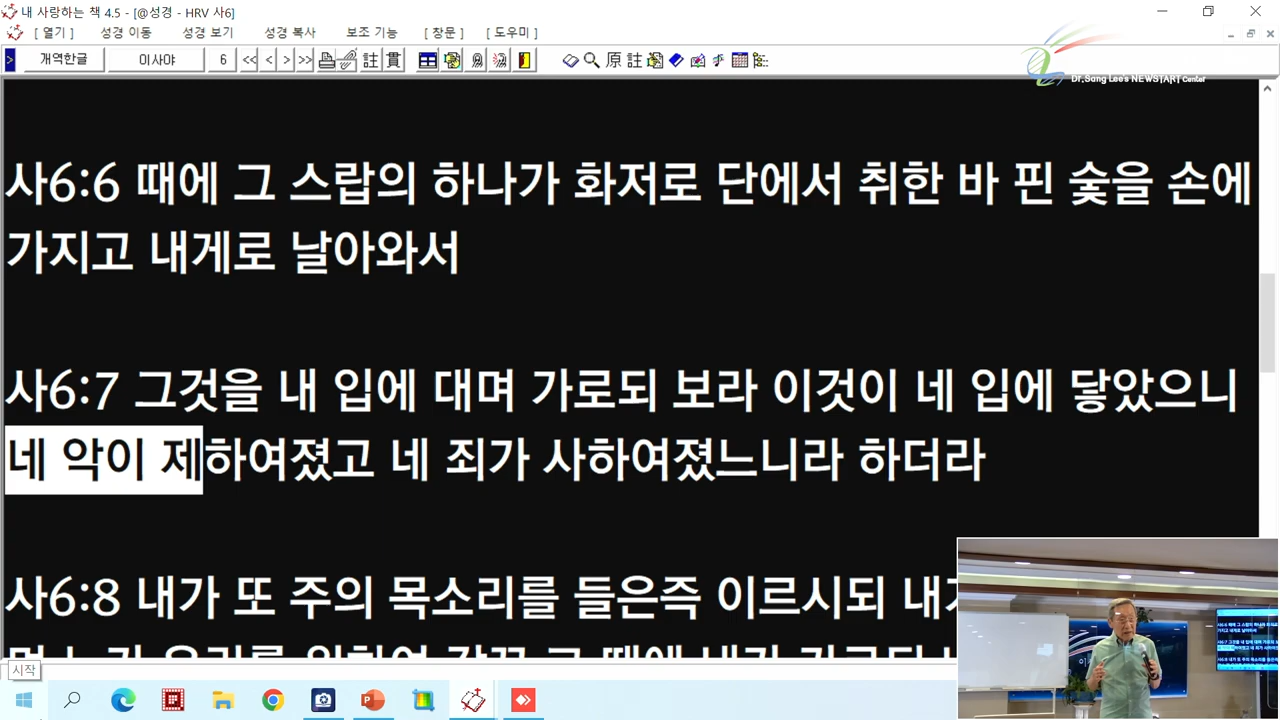 내 사랑하는 책 4.5 - [@성경 - HRV 사6]
[ 열기 ] 성경 이동 성경 보기 성경 복사 보조 기능 [ 창문 ] [ 도우미 ]
> 개역한글 이사야 6 << < > >> 註 貫 原 註
Dr.Sang Lee's NEWSTART Center
사6:6 때에 그 스랍의 하나가 화저로 단에서 취한 바 핀 숯을 손에
가지고 내게로 날아와서
사6:7 그것을 내 입에 대며 가로되 보라 이것이 네 입에 닿았으니
네 악이 제하여졌고 네 죄가 사하여졌느니라 하더라
사6:8 내가 또 주의 목소리를 들은즉 이르시되 내가
시작